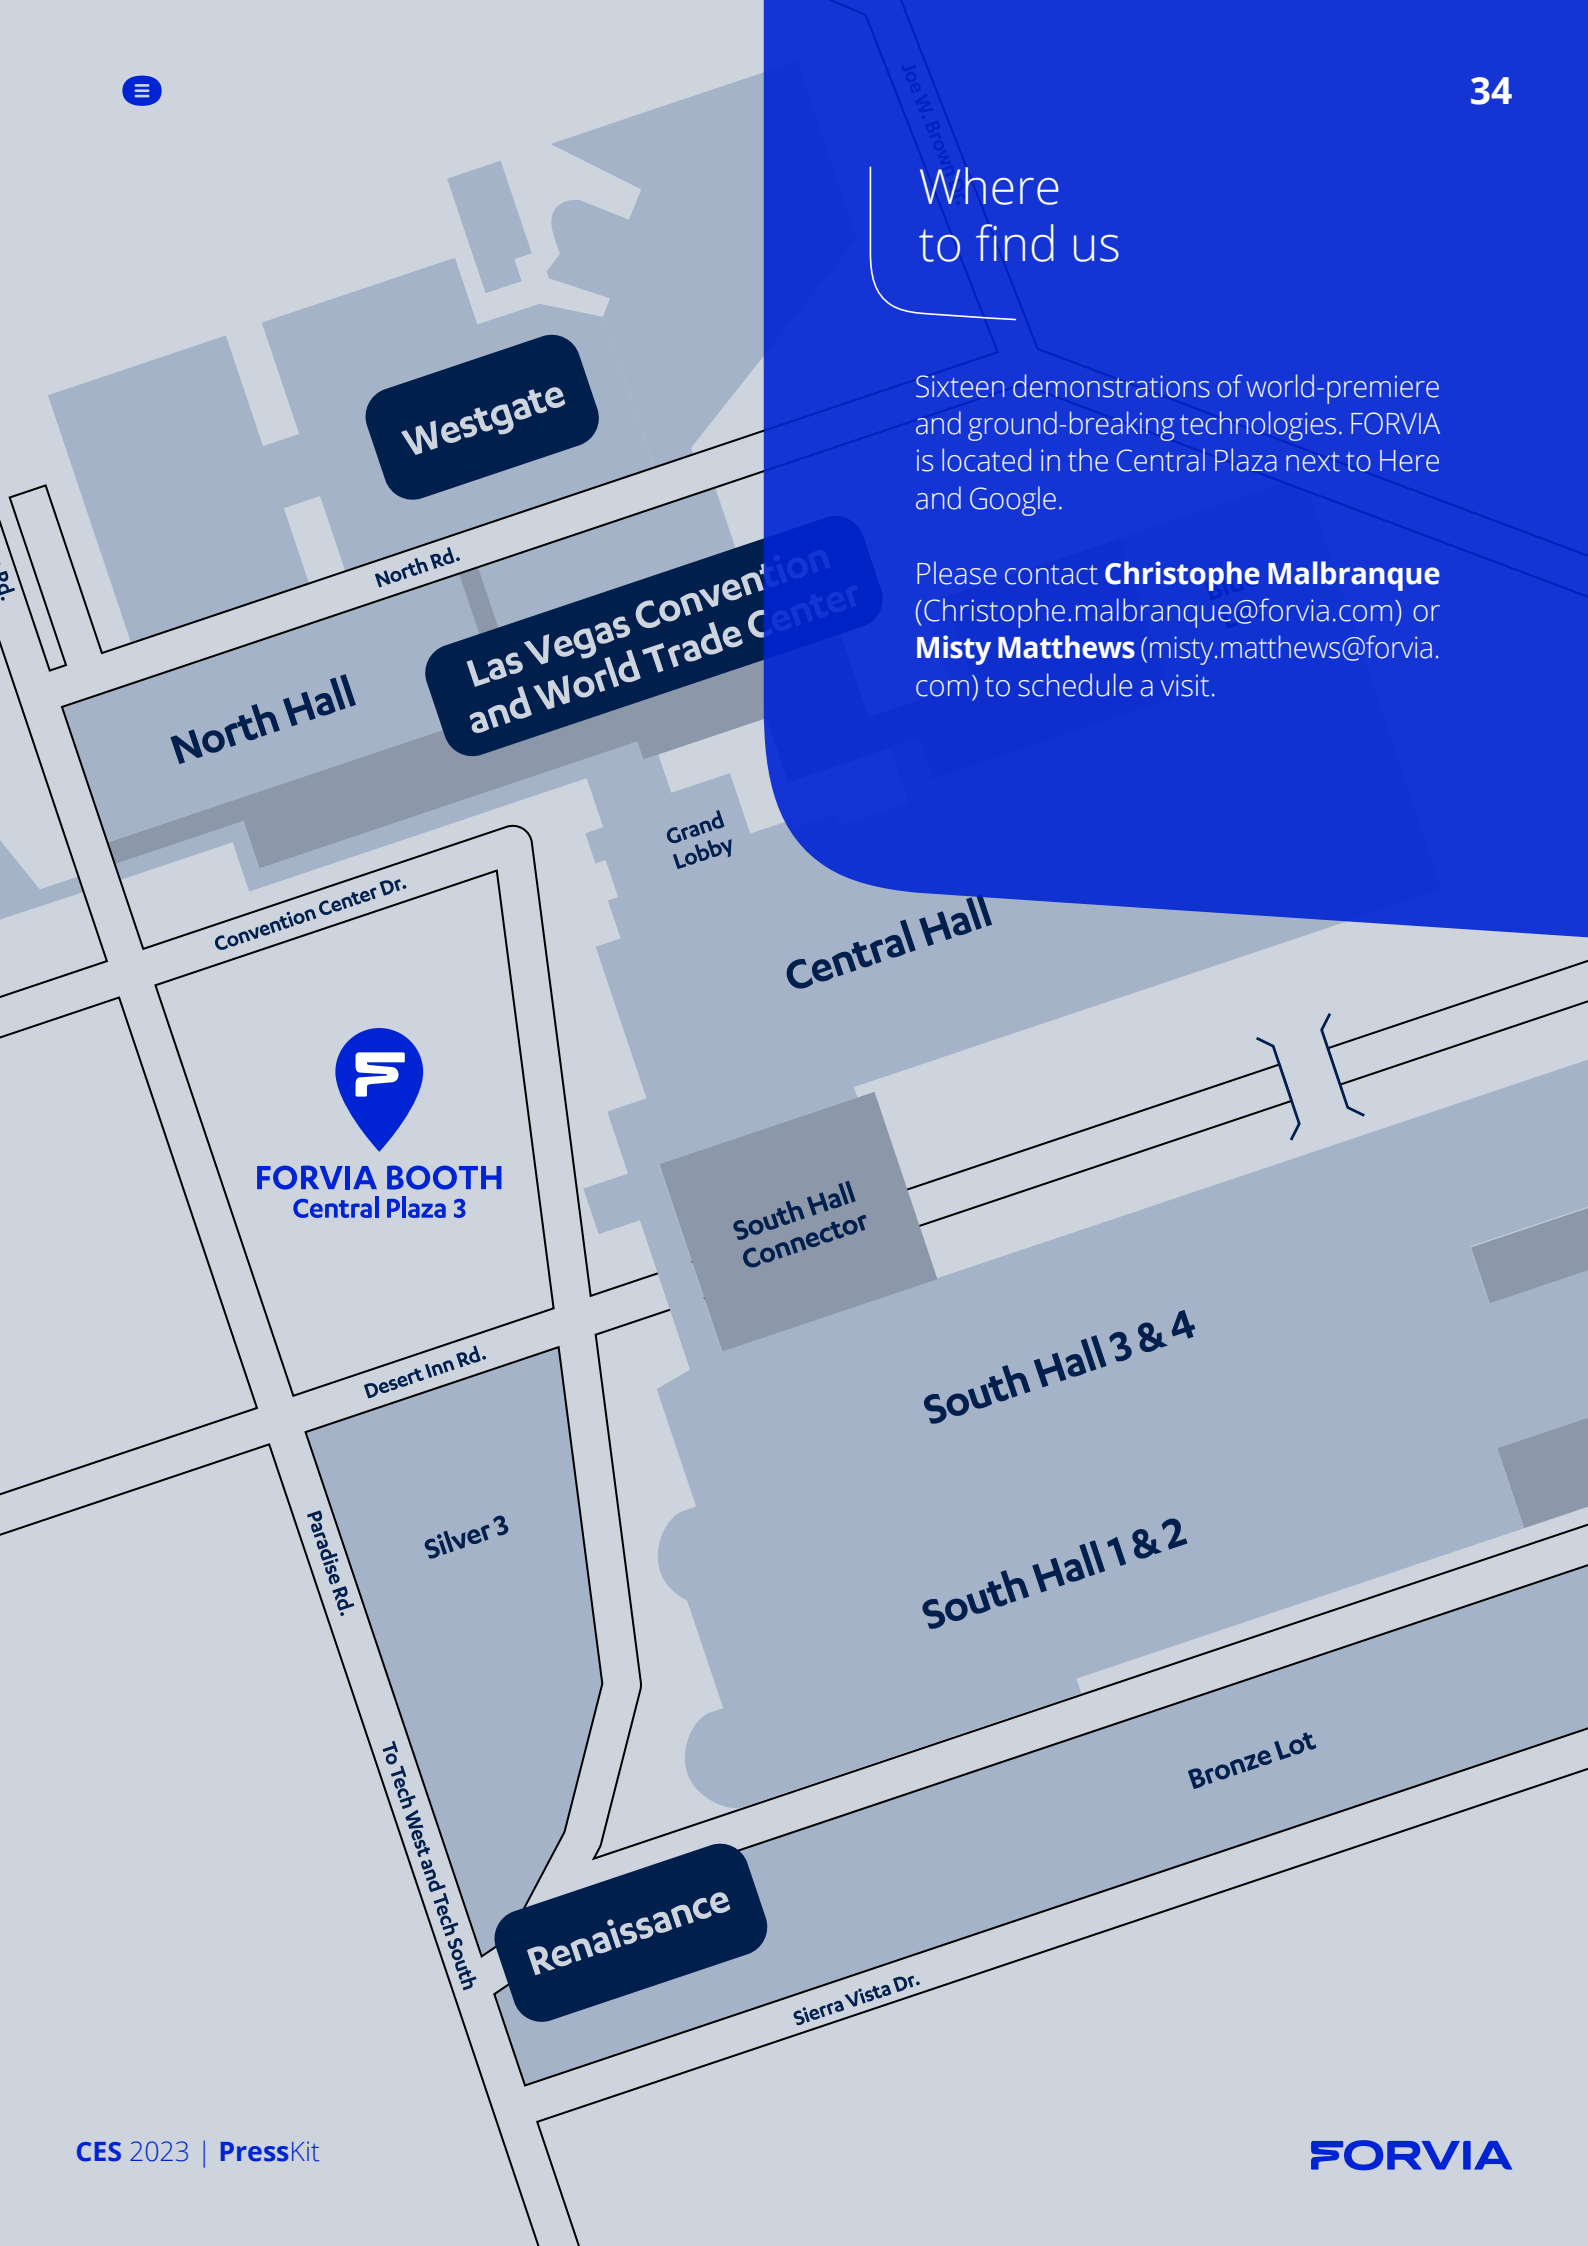 34
Joe W. Brown
Where
to find us
Sixteen demonstrations of world-premiere
and ground-breaking technologies. FORVIA
is located in the Central Plaza next to Here
and Google.
Please contact Christophe Malbranque
(Christophe.malbranque@forvia.com) or
Misty Matthews (misty.matthews@forvia.
com) to schedule a visit.
Westgate
North Rd.
Rd.
Las Vegas Convention
and World Trade Center
North Hall
Grand
Lobby
Convention Center Dr.
Central Hall
FORVIA BOOTH
Central Plaza 3
South Hall
Connector
South Hall 3 & 4
Desert Inn Rd.
Silver 3
Paradise Rd.
South Hall 1 & 2
To Tech West and Tech South
Bronze Lot
Renaissance
Sierra Vista Dr.
CES 2023 | PressKit
FORVIA